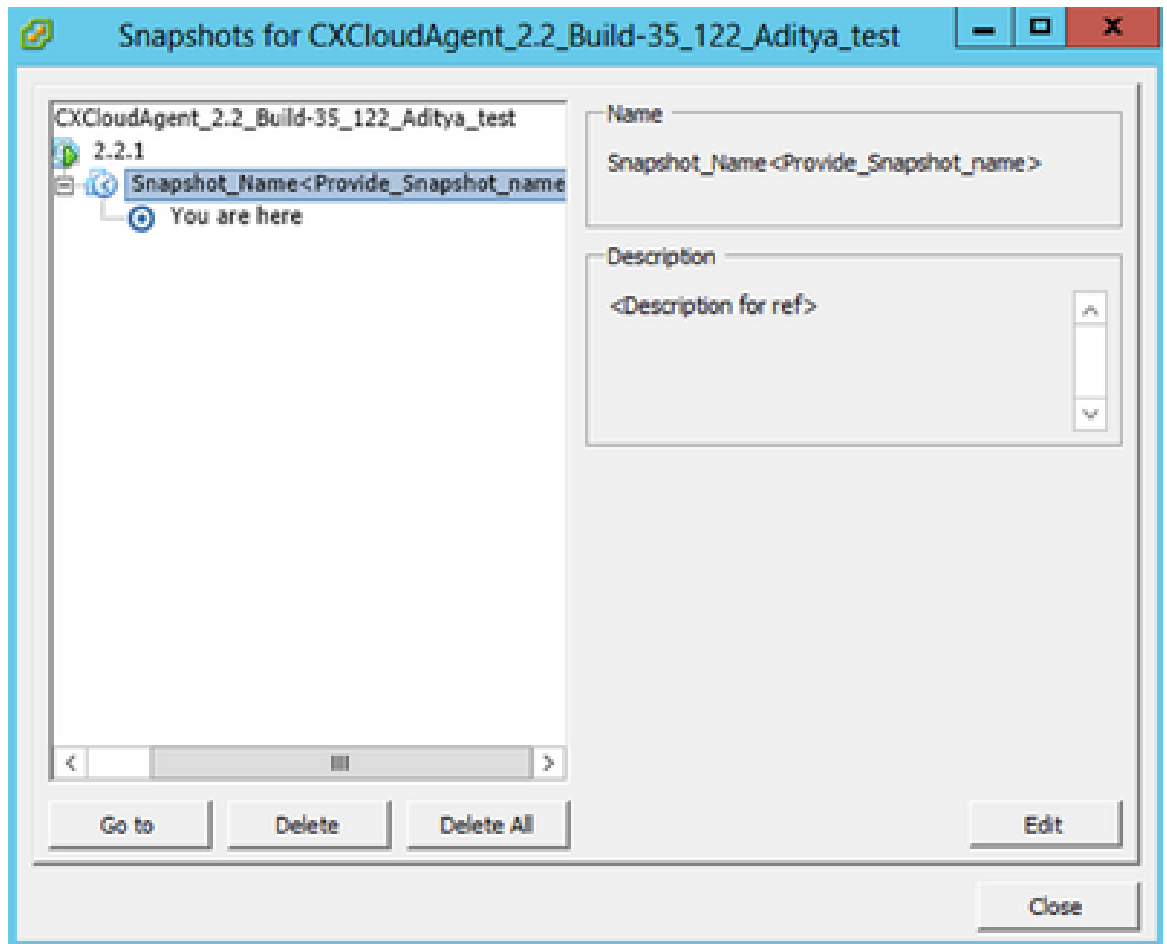 Snapshots for CXCloudAgent_2.2_Build-35_122_Aditya_test
CXCloudAgent_2.2_Build-35_122_Aditya_test
2.2.1
Snapshot_Name<Provide_Snapshot_name
You are here
Name
Snapshot_Name<Provide_Snapshot_name>
Description
<Description for ref>
Go to
Delete
Delete All
Edit
Close